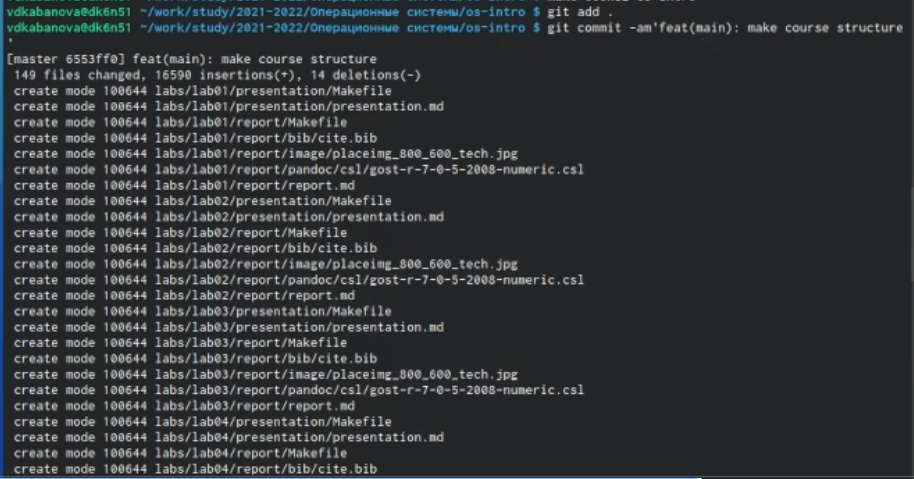 vdkabanova@dk6n51 ~/work/study/2021-2022/Операционные системы/os-intro $ git add .
vdkabanova@dk6n51 ~/work/study/2021-2022/Операционные системы/os-intro $ git commit -am'feat(main): make course structure
'
[master 6553ff0] feat(main): make course structure
149 files changed, 16590 insertions(+), 14 deletions(-)
create mode 100644 labs/lab01/presentation/Makefile
create mode 100644 labs/lab01/presentation/presentation.md
create mode 100644 labs/lab01/report/Makefile
create mode 100644 labs/lab01/report/bib/cite.bib
create mode 100644 labs/lab01/report/image/placeimg_800_600_tech.jpg
create mode 100644 labs/lab01/report/pandoc/csl/gost-r-7-0-5-2008-numeric.csl
create mode 100644 labs/lab01/report/report.md
create mode 100644 labs/lab02/presentation/Makefile
create mode 100644 labs/lab02/presentation/presentation.md
create mode 100644 labs/lab02/report/Makefile
create mode 100644 labs/lab02/report/bib/cite.bib
create mode 100644 labs/lab02/report/image/placeimg_800_600_tech.jpg
create mode 100644 labs/lab02/report/pandoc/csl/gost-r-7-0-5-2008-numeric.csl
create mode 100644 labs/lab02/report/report.md
create mode 100644 labs/lab03/presentation/Makefile
create mode 100644 labs/lab03/presentation/presentation.md
create mode 100644 labs/lab03/report/Makefile
create mode 100644 labs/lab03/report/bib/cite.bib
create mode 100644 labs/lab03/report/image/placeimg_800_600_tech.jpg
create mode 100644 labs/lab03/report/pandoc/csl/gost-r-7-0-5-2008-numeric.csl
create mode 100644 labs/lab03/report/report.md
create mode 100644 labs/lab04/presentation/Makefile
create mode 100644 labs/lab04/presentation/presentation.md
create mode 100644 labs/lab04/report/Makefile
create mode 100644 labs/lab04/report/bib/cite.bib